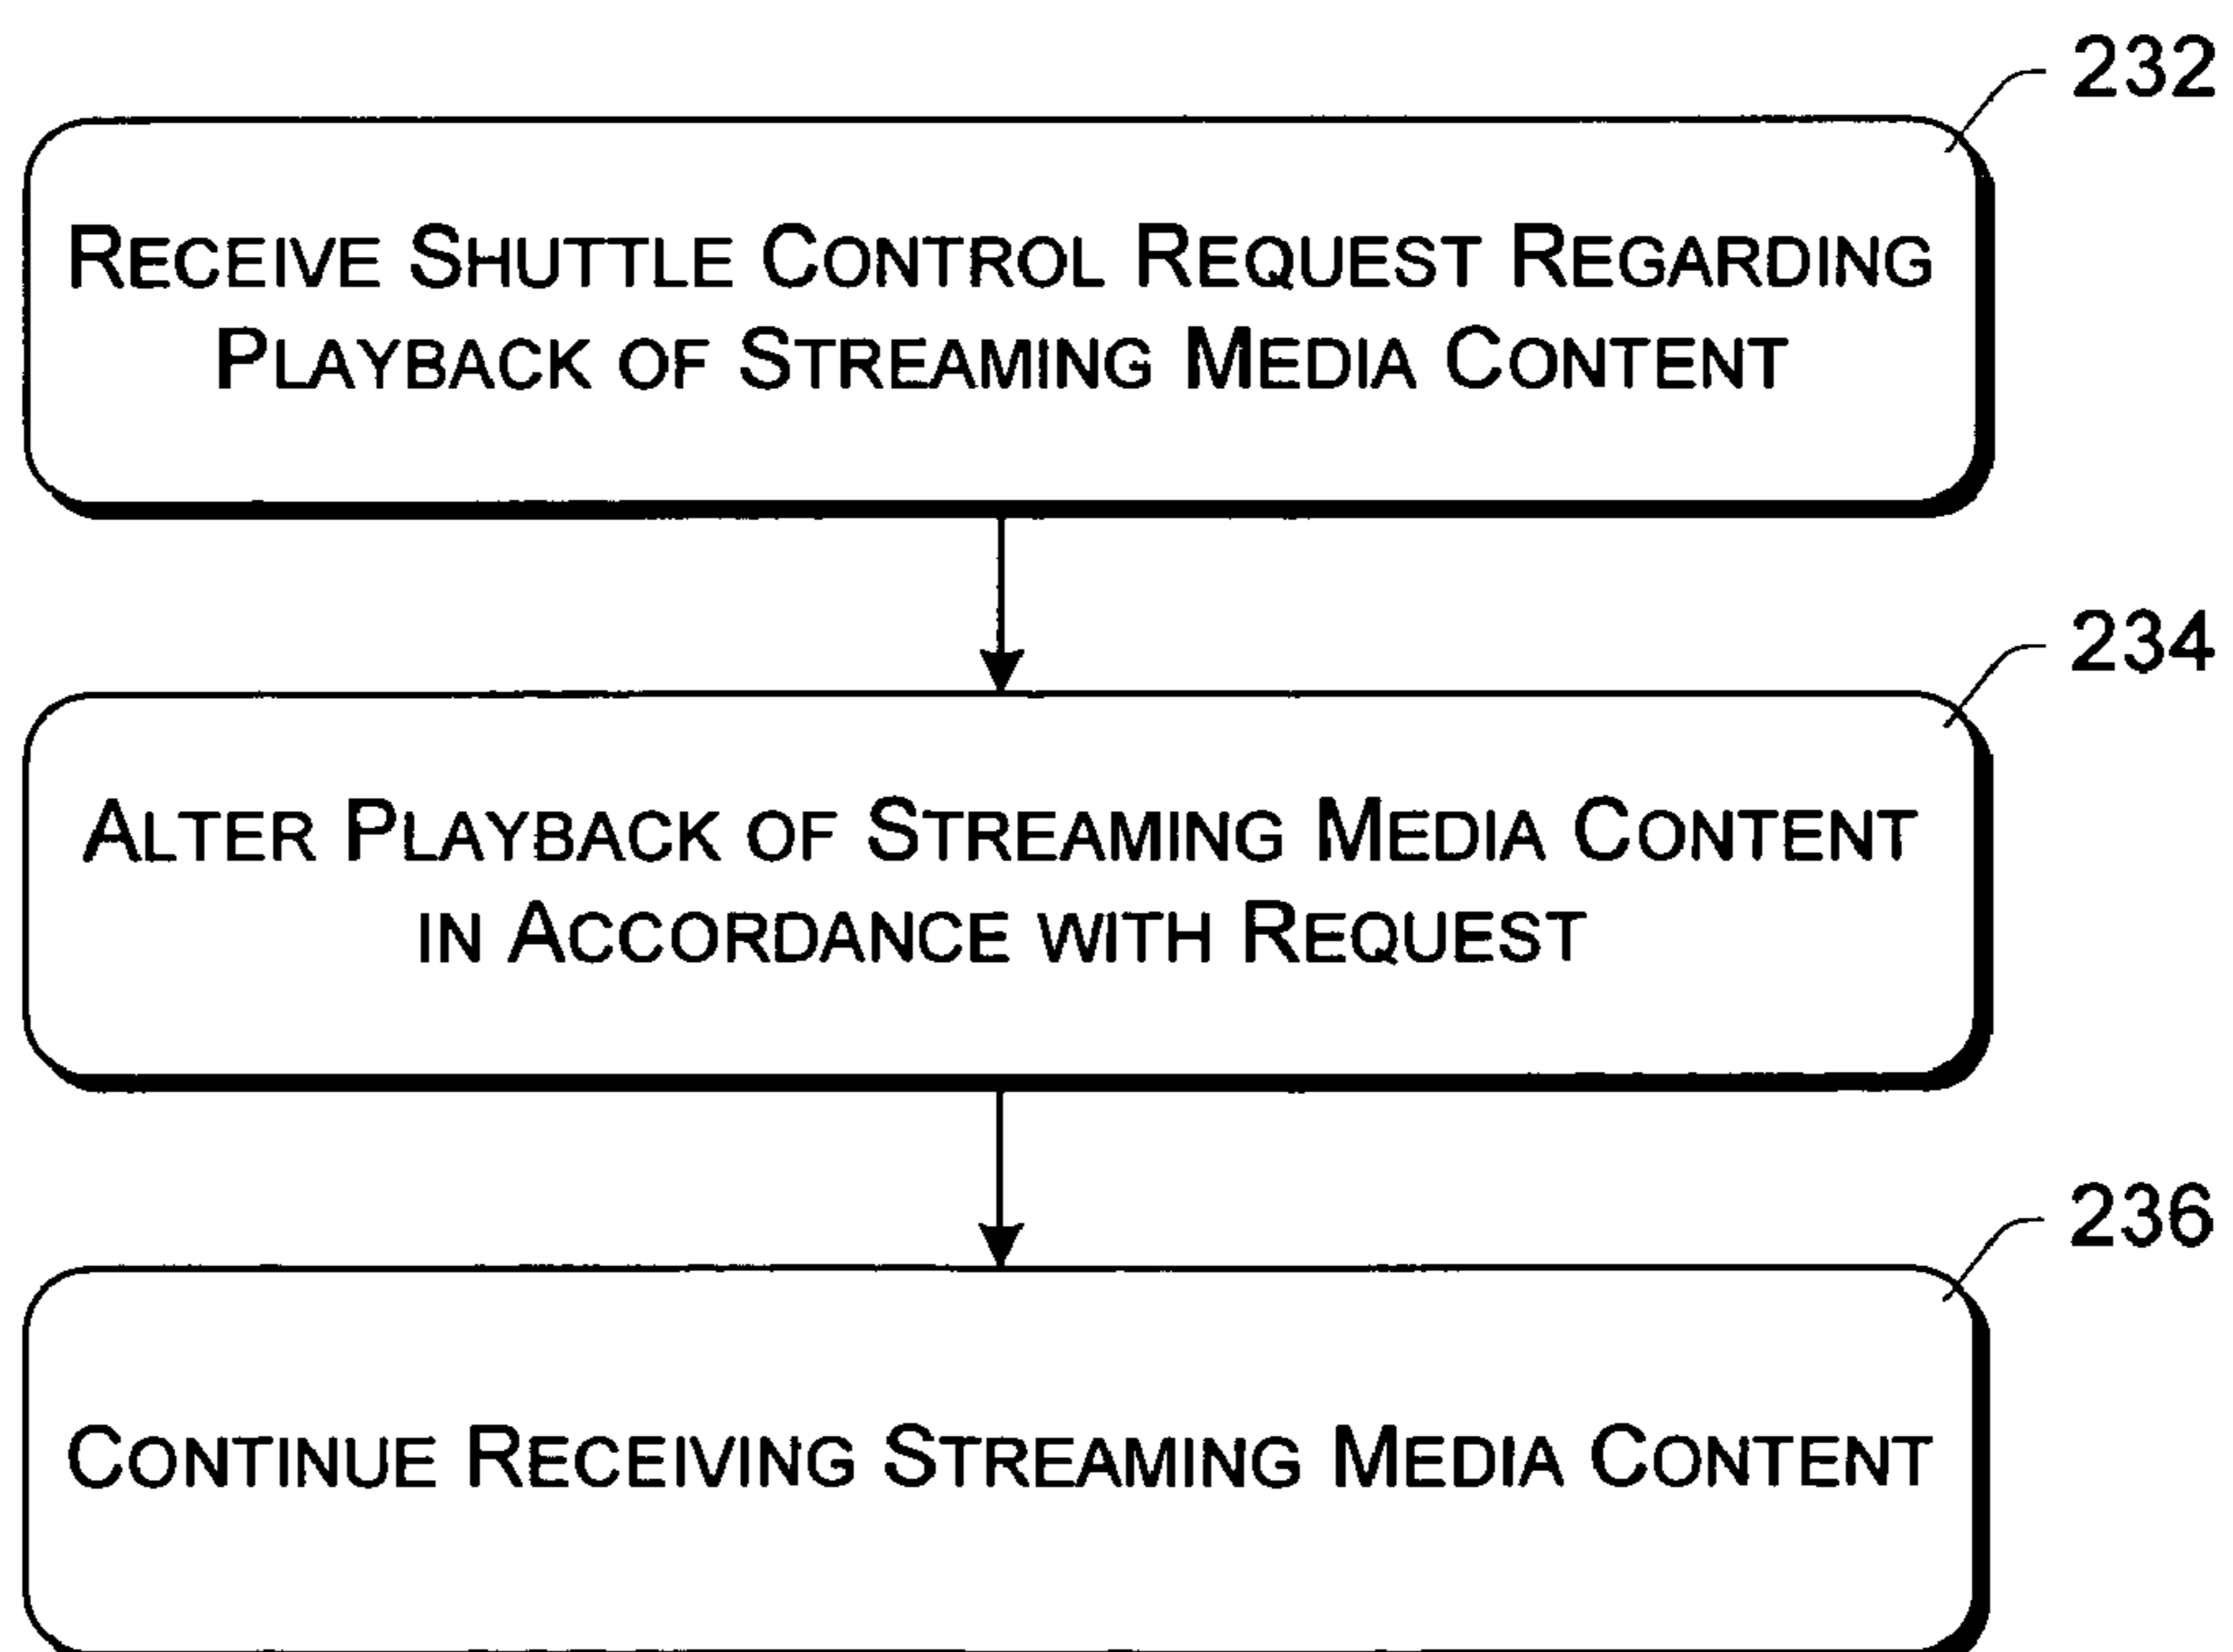 232
RECEIVE SHUTTLE CONTROL REQUEST REGARDING
PLAYBACK OF STREAMING MEDIA CONTENT
234
ALTER PLAYBACK OF STREAMING MEDIA CONTENT
IN ACCORDANCE WITH REQUEST
236
CONTINUE RECEIVING STREAMING MEDIA CONTENT